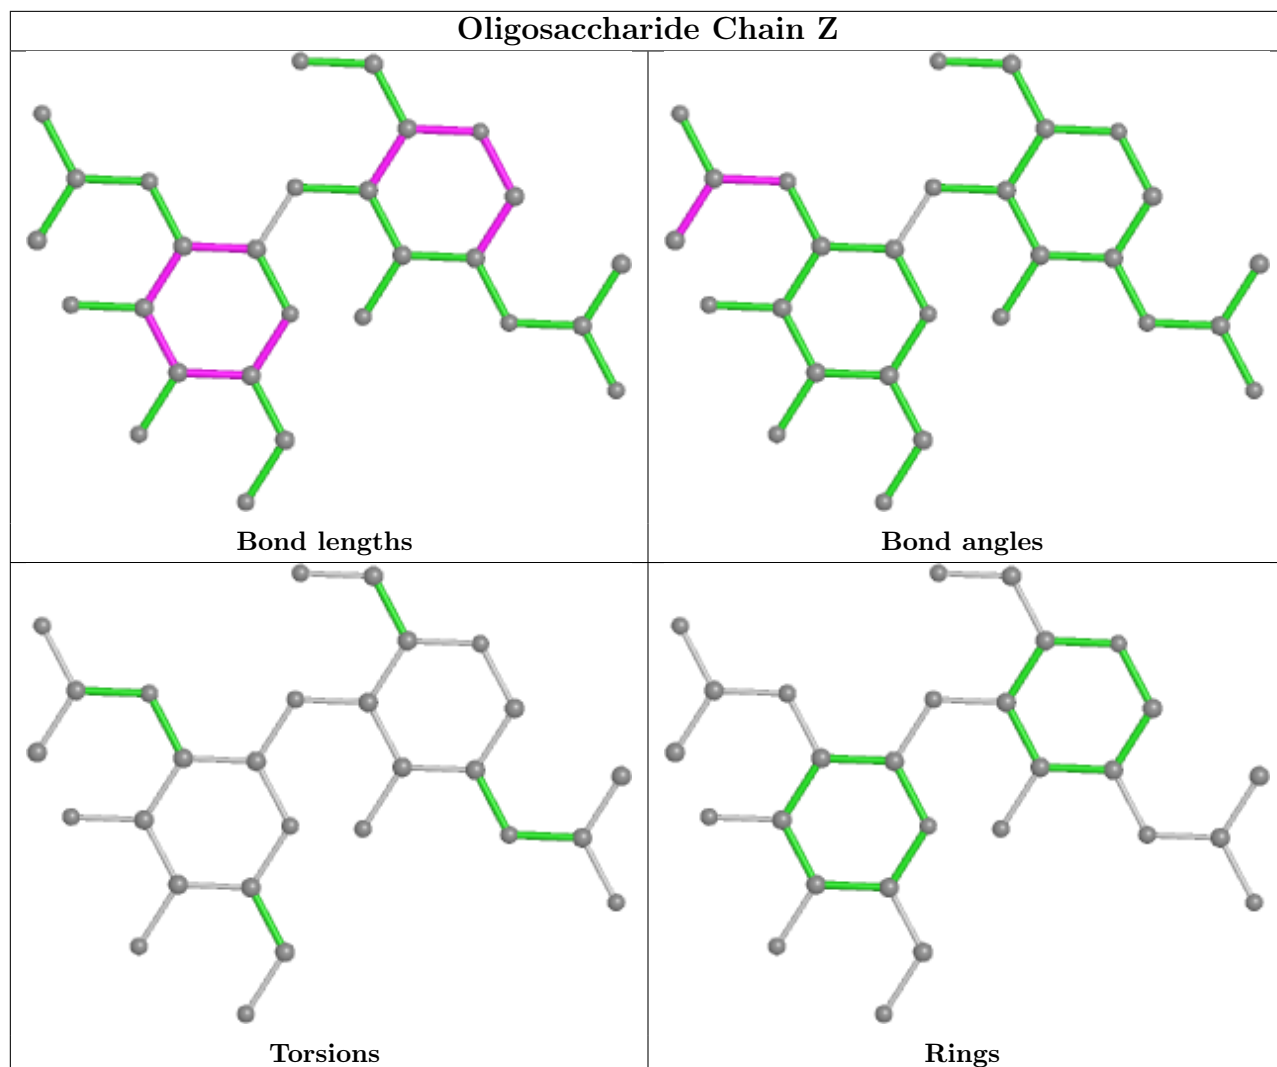 Oligosaccharide Chain Z
Bond lengths
Bond angles
Torsions
Rings